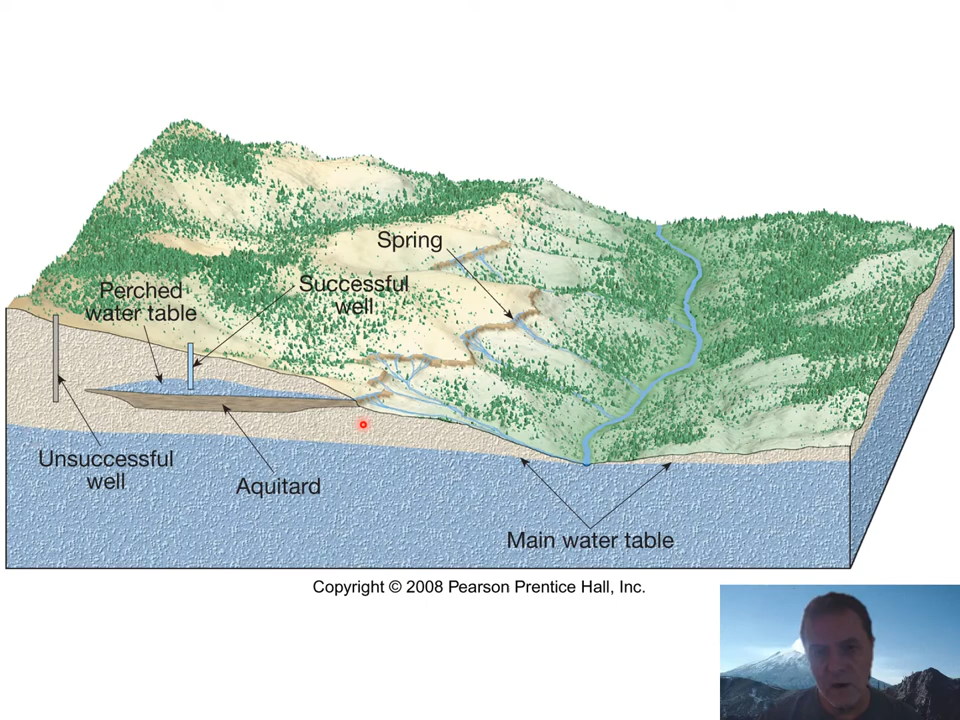 Spring
Successful
well
Perched
water table
Unsuccessful
well
Aquitard
Main water table
Copyright © 2008 Pearson Prentice Hall, Inc.